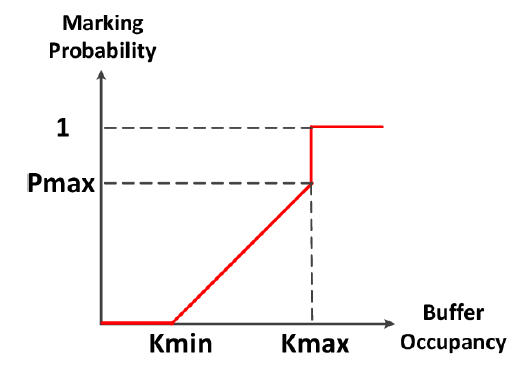 Marking
Probability
1
Pmax
Kmin
Kmax
Buffer
Occupancy